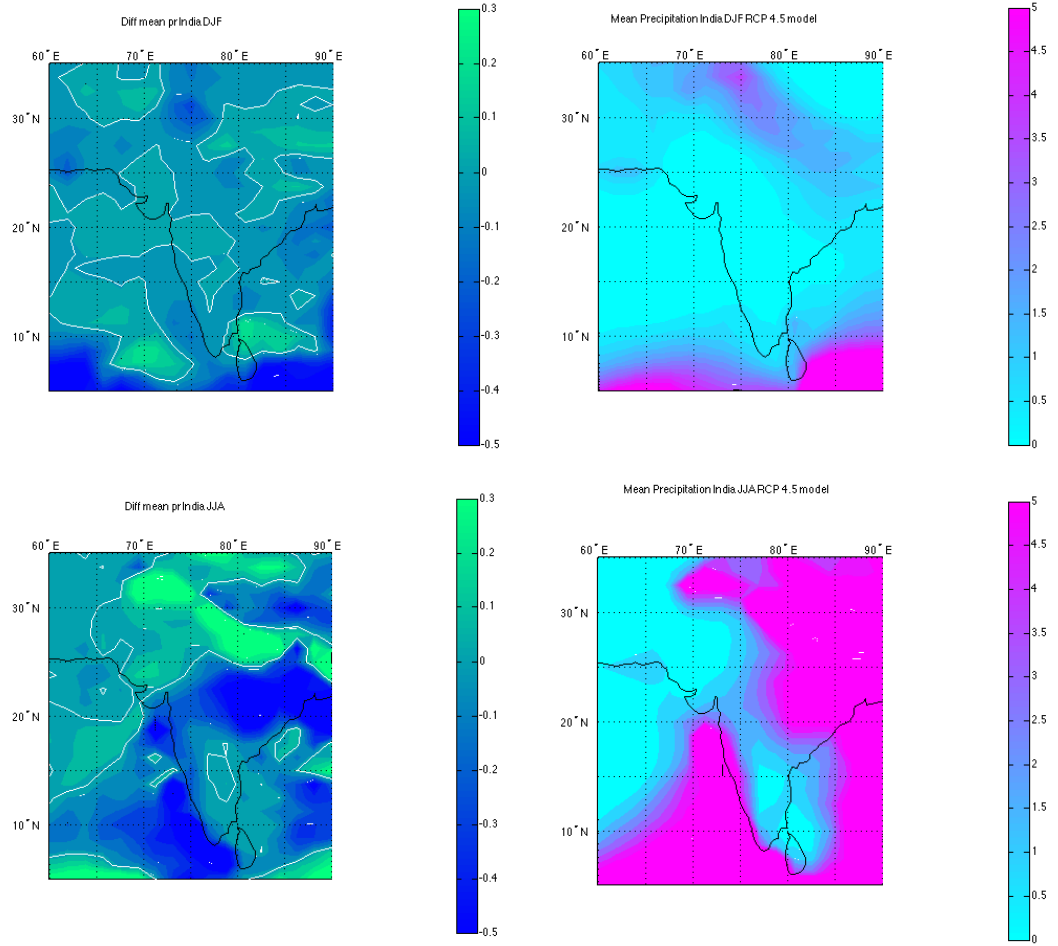 Diff mean pr India DJF
60° E 70° E 80° E 90° E
30° N
20° N
10° N
0.3
0.2
0.1
0
-0.1
-0.2
-0.3
-0.4
-0.5
Mean Precipitation India DJF RCP 4.5 model
60° E 70° E 80° E 90° E
30° N
20° N
10° N
5
4.5
4
3.5
3
2.5
2
1.5
1
0.5
0
Diff mean pr India JJA
60° E 70° E 80° E 90° E
30° N
20° N
10° N
0.3
0.2
0.1
0
-0.1
-0.2
-0.3
-0.4
-0.5
Mean Precipitation India JJA RCP 4.5 model
60° E 70° E 80° E 90° E
30° N
20° N
10° N
5
4.5
4
3.5
3
2.5
2
1.5
1
0.5
0